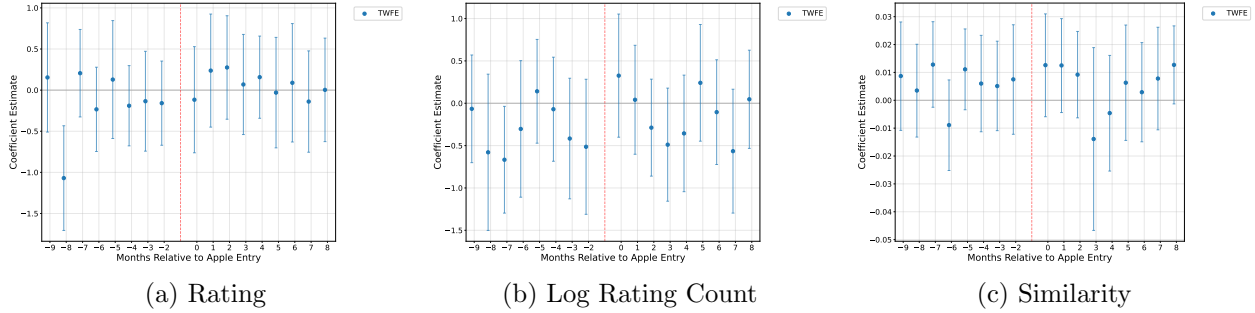 TWFE
1.0
0.5
0.0
−0.5
−1.0
−1.5
Coefficient Estimate
−9 −8 −7 −6 −5 −4 −3 −2 0 1 2 3 4 5 6 7 8
Months Relative to Apple Entry
(a) Rating
TWFE
1.0
0.5
0.0
−0.5
−1.0
−1.5
Coefficient Estimate
−9 −8 −7 −6 −5 −4 −3 −2 0 1 2 3 4 5 6 7 8
Months Relative to Apple Entry
(b) Log Rating Count
TWFE
0.03
0.02
0.01
0.00
−0.01
−0.02
−0.03
−0.04
−0.05
Coefficient Estimate
−9 −8 −7 −6 −5 −4 −3 −2 0 1 2 3 4 5 6 7 8
Months Relative to Apple Entry
(c) Similarity